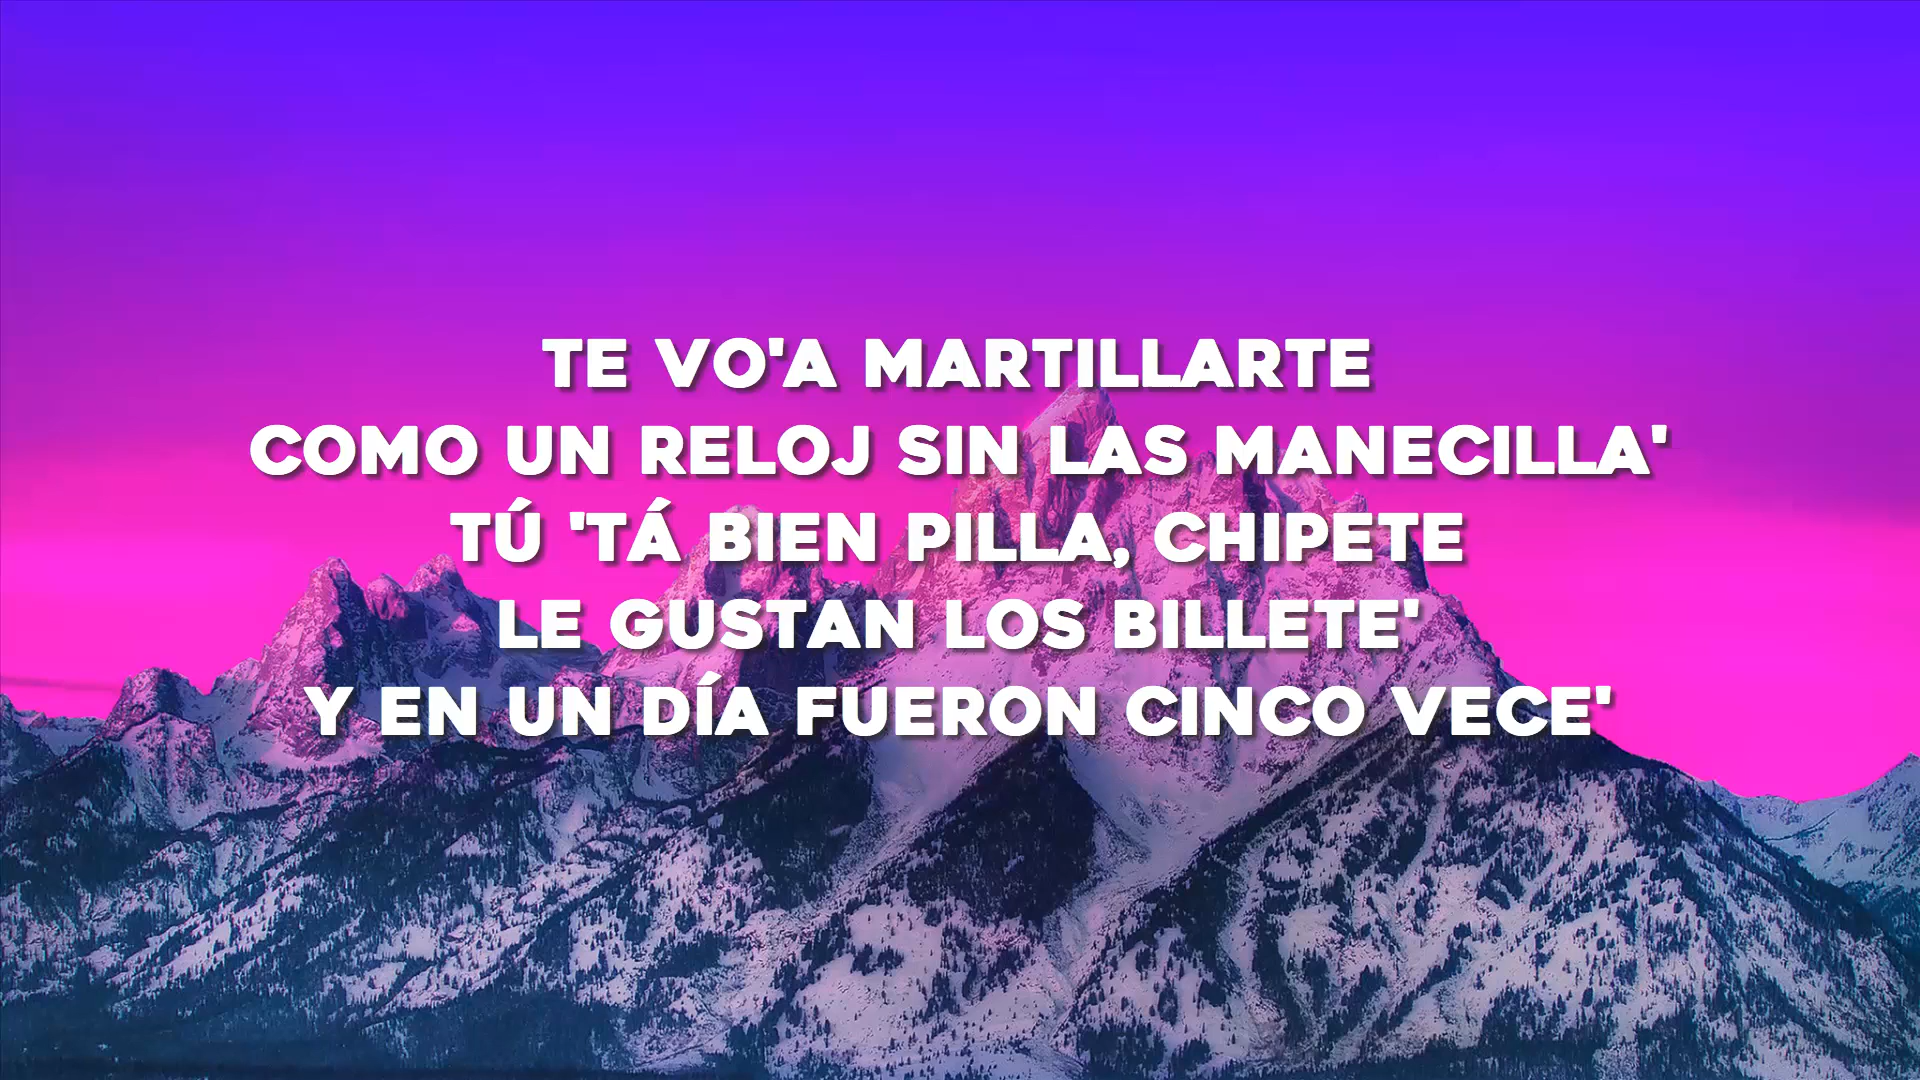 TE VO'A MARTILLARTE
COMO UN RELOJ SIN LAS MANECILLA'
TÚ 'TÁ BIEN PILLA, CHIPETE
LE GUSTAN LOS BILLETE'
Y EN UN DÍA FUERON CINCO VECE'